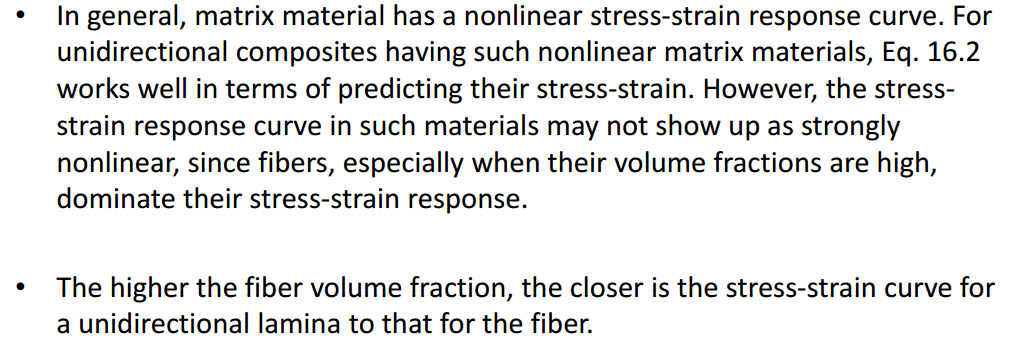 • In general, matrix material has a nonlinear stress-strain response curve. For
unidirectional composites having such nonlinear matrix materials, Eq. 16.2
works well in terms of predicting their stress-strain. However, the stress-
strain response curve in such materials may not show up as strongly
nonlinear, since fibers, especially when their volume fractions are high,
dominate their stress-strain response.
• The higher the fiber volume fraction, the closer is the stress-strain curve for
a unidirectional lamina to that for the fiber.